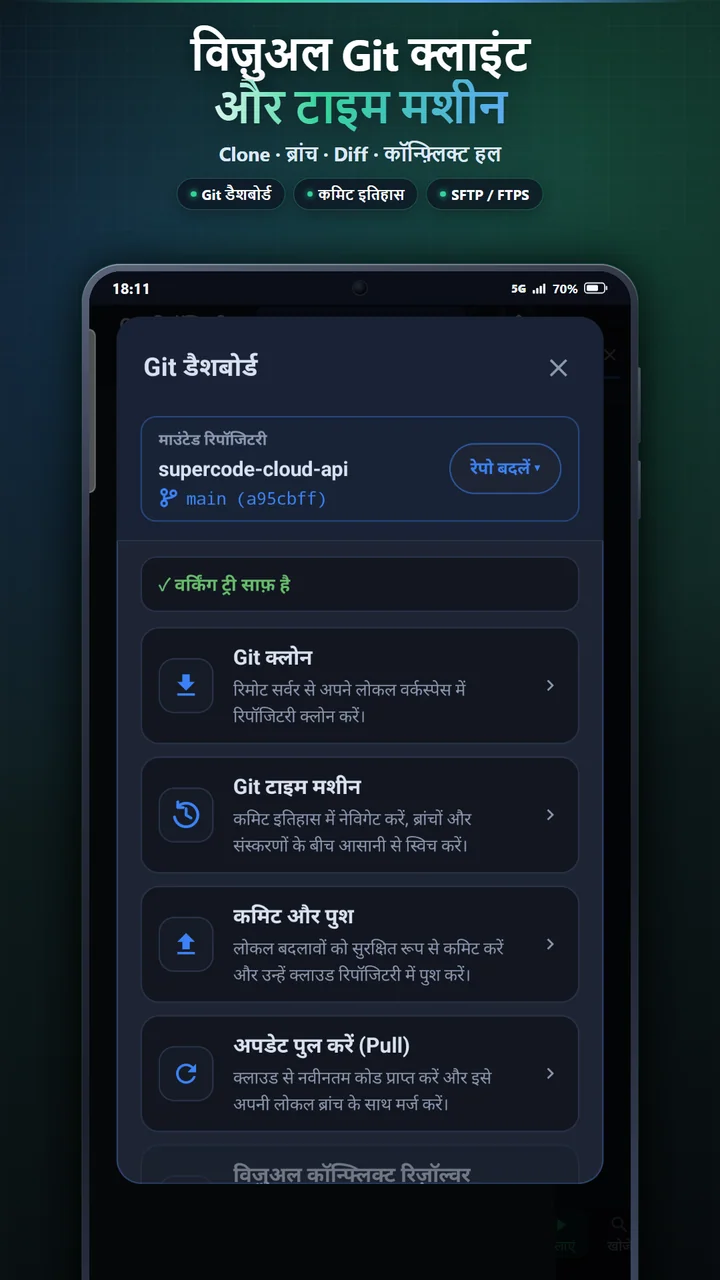 विज़ुअल Git क्लाइंट
और टाइम मशीन
Clone · ब्रांच · Diff · कॉन्फ़्लिक्ट हल
Git डैशबोर्ड
कमिट इतिहास
SFTP / FTPS
18:11
5G 70%
Git डैशबोर्ड
माउंटेड रिपॉजिटरी
supercode-cloud-api
रेपो बदलें ▾
main (a95cbff)
✓ वर्किंग ट्री साफ़ है
Git क्लोन
रिमोट सर्वर से अपने लोकल वर्कस्पेस में
रिपॉजिटरी क्लोन करें।
Git टाइम मशीन
कमिट इतिहास में नेविगेट करें, ब्रांचों और
संस्करणों के बीच आसानी से स्विच करें।
कमिट और पुश
लोकल बदलावों को सुरक्षित रूप से कमिट करें
और उन्हें क्लाउड रिपॉजिटरी में पुश करें।
अपडेट पुल करें (Pull)
क्लाउड से नवीनतम कोड प्राप्त करें और इसे
अपनी लोकल ब्रांच के साथ मर्ज करें।
विज़ुअल कॉन्फ्लिक्ट रिज़ॉल्वर